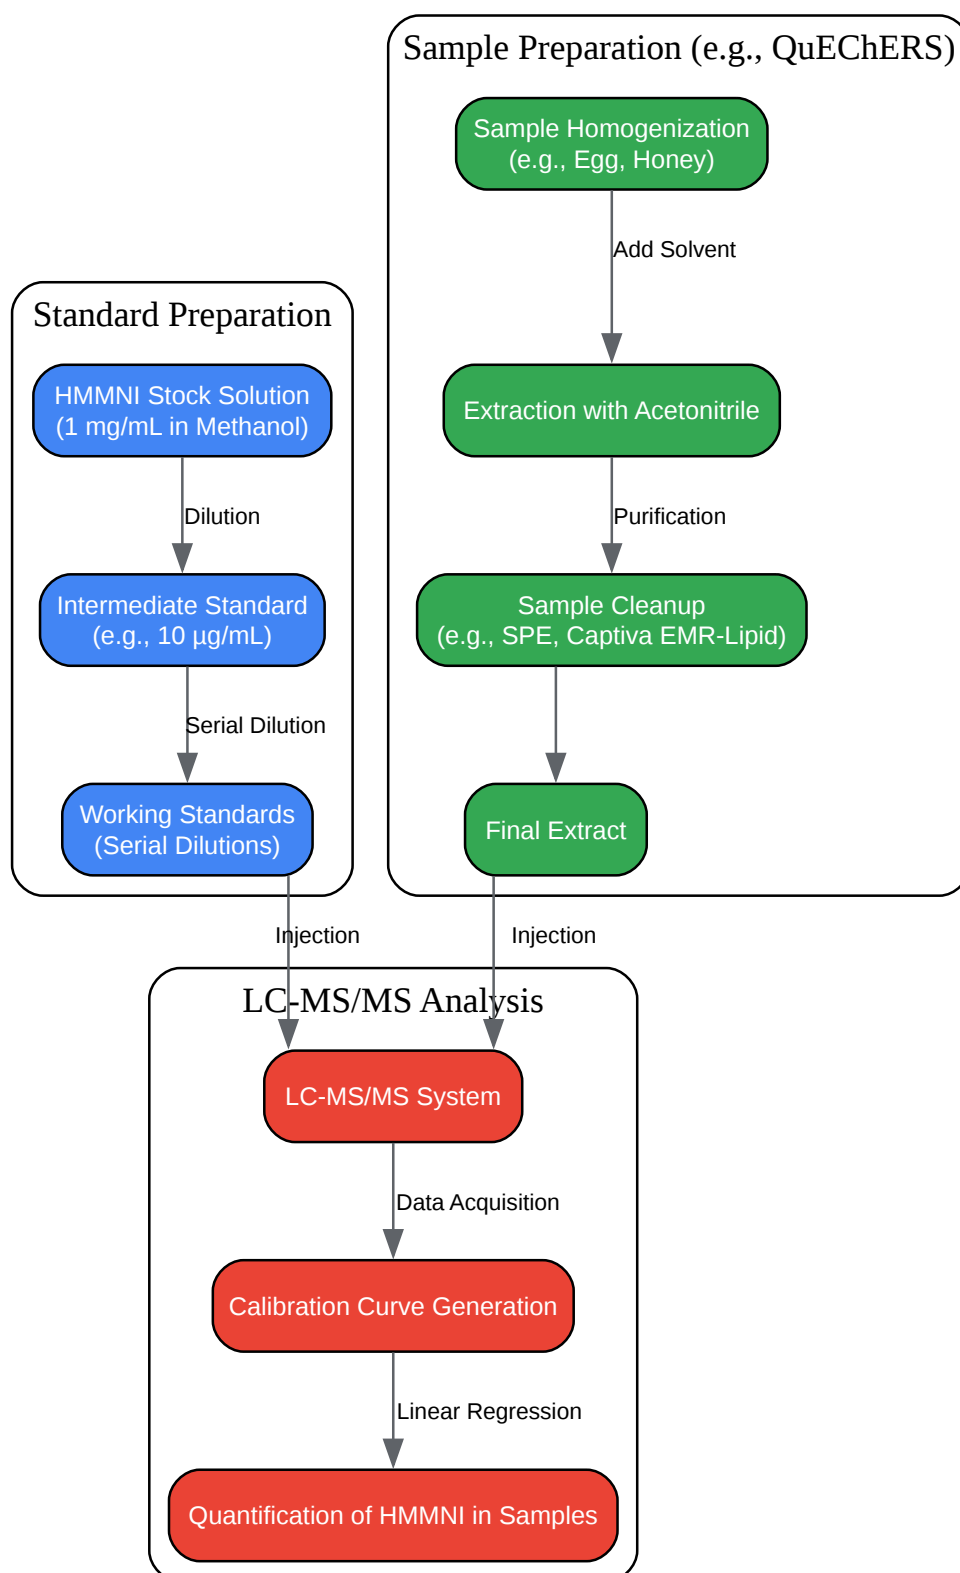 Sample Preparation (e.g., QuEChERS)
Sample Homogenization
(e.g., Egg, Honey)
Add Solvent
Extraction with Acetonitrile
Purification
Sample Cleanup
(e.g., SPE, Captiva EMR-Lipid)
Final Extract
Injection
Standard Preparation
HMMNI Stock Solution
(1 mg/mL in Methanol)
Dilution
Intermediate Standard
(e.g., 10 µg/mL)
Serial Dilution
Working Standards
(Serial Dilutions)
Injection
LC-MS/MS Analysis
LC-MS/MS System
Data Acquisition
Calibration Curve Generation
Linear Regression
Quantification of HMMNI in Samples